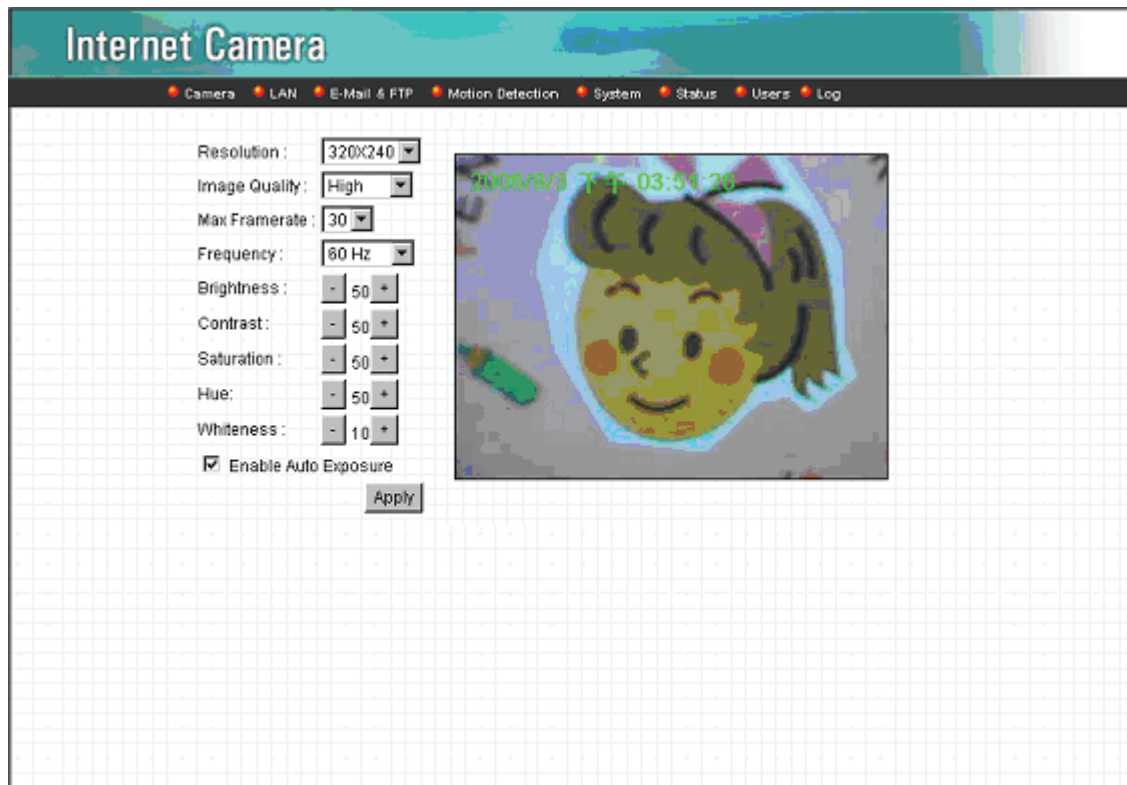 Internet Camera
Camera LAN E-Mail & FTP Motion Detection System Status Users Log
Resolution : 320X240
Image Quality : High
Max Framerate : 30
Frequency : 60 Hz
Brightness : - 50 +
Contrast : - 50 +
Saturation : - 50 +
Hue: - 50 +
Whiteness : - 10 +
Enable Auto Exposure
Apply
下午 03:51:26